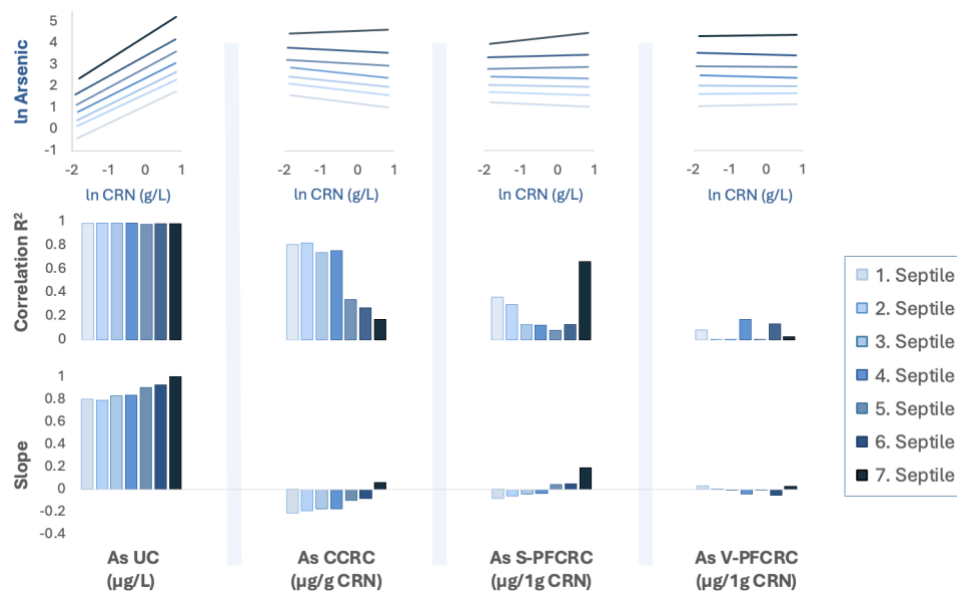 ln Arsenic
5
4
3
2
1
0
-1
-2 -1 0 1
-2 -1 0 1
-2 -1 0 1
-2 -1 0 1
ln CRN (g/L)
ln CRN (g/L)
ln CRN (g/L)
ln CRN (g/L)
Correlation R²
1
0.8
0.6
0.4
0.2
0
Slope
1
0.8
0.6
0.4
0.2
0
-0.2
-0.4
As UC
(µg/L)
As CCRC
(µg/g CRN)
As S-PFCRC
(µg/1g CRN)
As V-PFCRC
(µg/1g CRN)
1. Septile
2. Septile
3. Septile
4. Septile
5. Septile
6. Septile
7. Septile